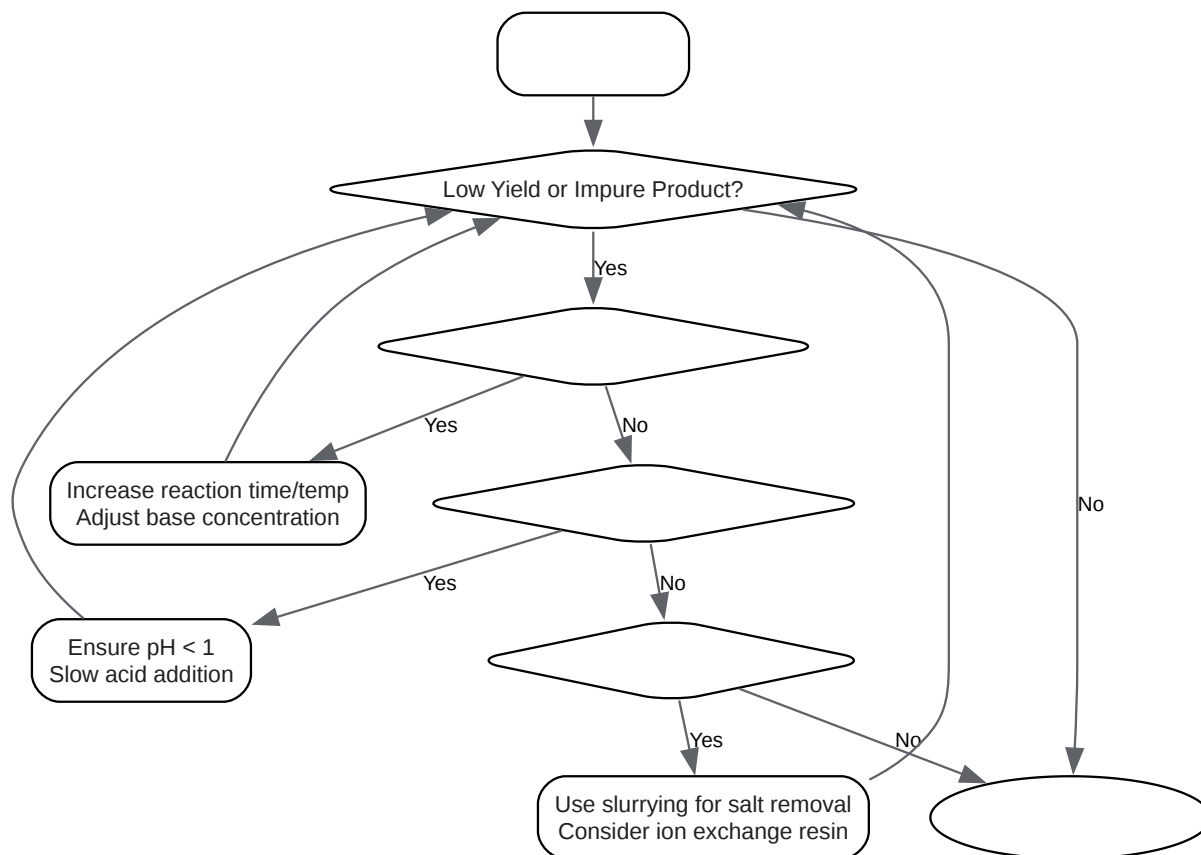 Low Yield or Impure Product?
Yes
Yes
No
Increase reaction time/temp
Adjust base concentration
No
Yes
No
Ensure pH < 1
Slow acid addition
Yes
No
Use slurrying for salt removal
Consider ion exchange resin